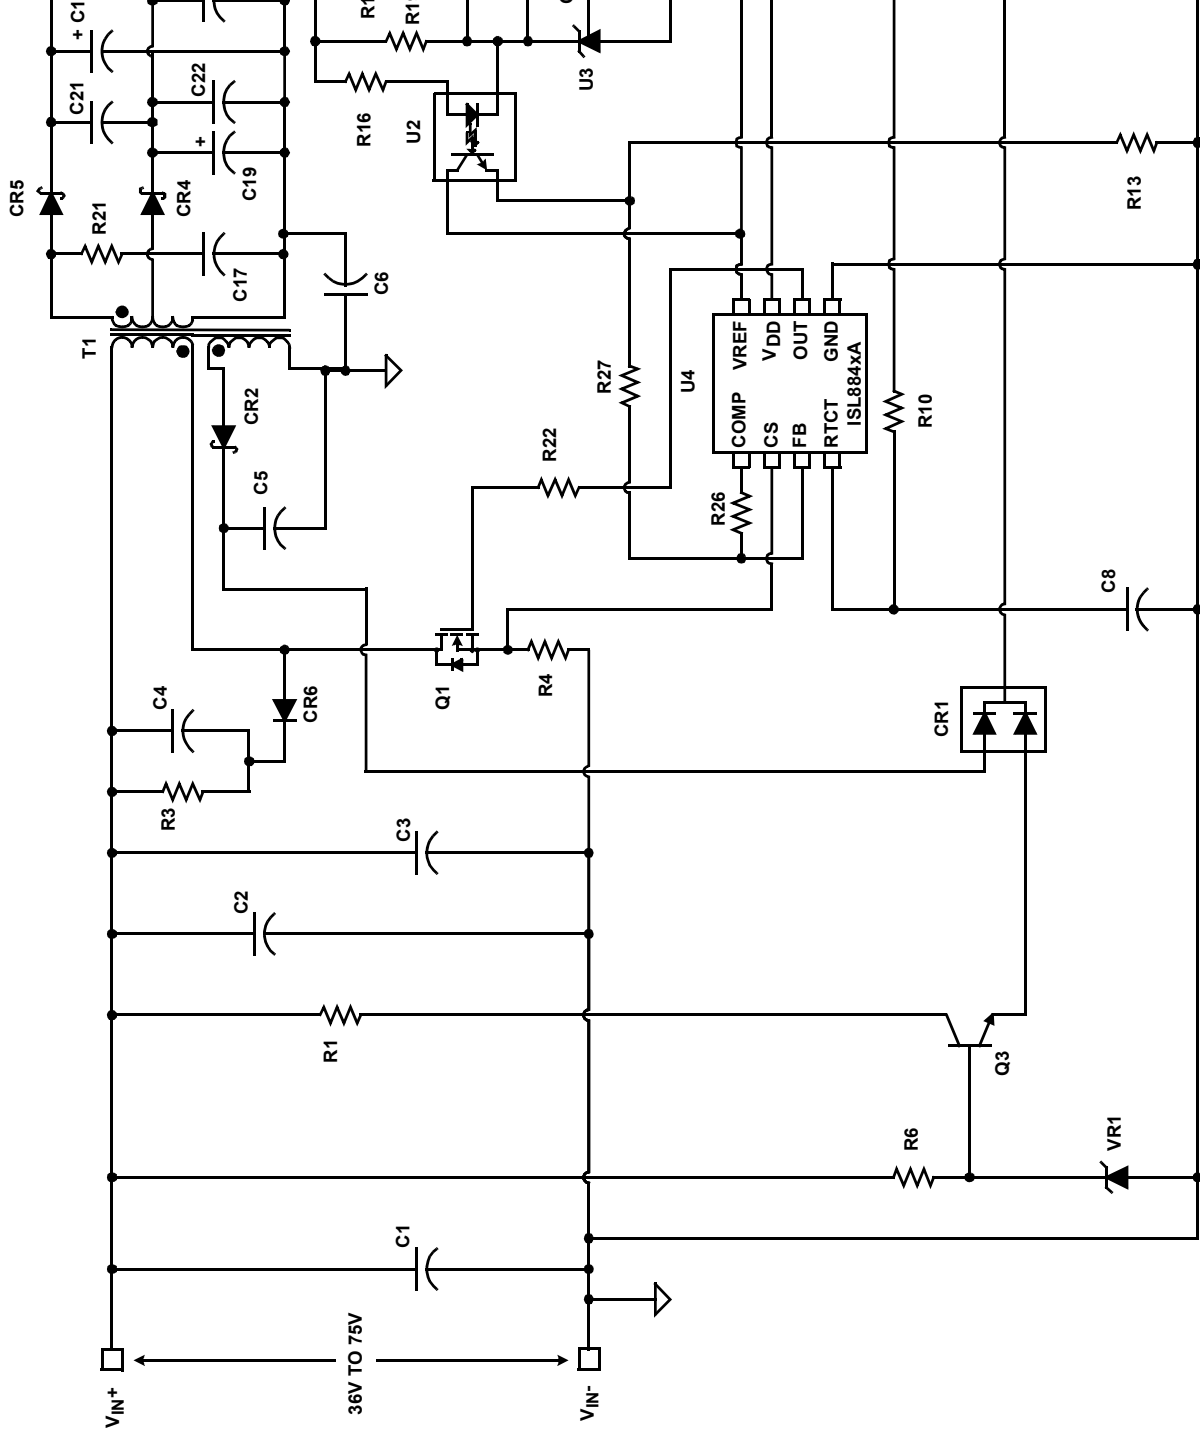 CR5
R21
CR4
C17
C21
+ C1
C22
+
C19
C6
R16
U2
R1
R1
U3
T1
CR2
C5
R22
R27
U4
VREF
VDD
OUT
GND
COMP
CS
FB
RTCT
ISL884xA
R26
R10
R13
C8
Q1
R4
CR6
C4
R3
C3
C2
R1
CR1
Q3
R6
VR1
C1
36V TO 75V
VIN+
VIN-